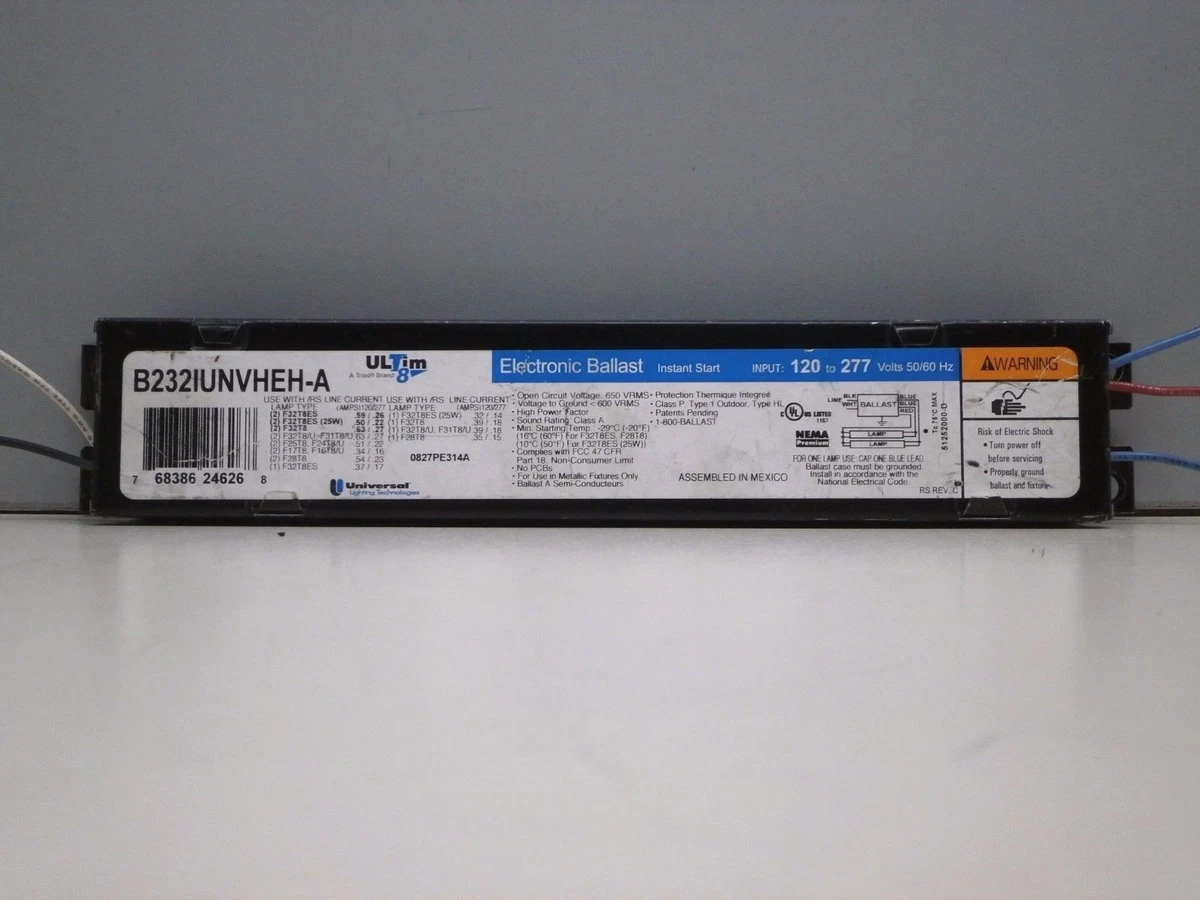 B232IUNVHEH-A
ULTim
8
A Triad® Brand
Electronic Ballast Instant Start INPUT: 120 to 277 Volts 50/60 Hz
USE WITH /RS LINE CURRENT
LAMP TYPE (AMPS)120/277
(2) F32T8ES .59 / .26
(2) F32T8ES (25W) .50 / .22
(2) F32T8 .63 / .27
(2) F32T8/U, F31T8/U .63 / .27
(2) F25T8, F24T8/U .51 / .22
(2) F17T8, F16T8/U .34 / .16
(2) F28T8 .54 / .23
(1) F32T8ES .37 / .17
USE WITH /RS LINE CURRENT
LAMP TYPE (AMPS)120/277
(1) F32T8ES (25W) .32 / .14
(1) F32T8 .39 / .18
(1) F32T8/U, F31T8/U .39 / .18
(1) F28T8 .35 / .15
0827PE314A
7 68386 24626 8
Universal®
Lighting Technologies
· Open Circuit Voltage: 650 VRMS
· Voltage to Ground < 600 VRMS
· High Power Factor
· Sound Rating: Class A
· Min. Starting Temp: -29°C (-20°F)
(16°C (60°F) For F32T8ES, F28T8)
(10°C (50°F) For F32T8ES (25W))
· Complies with FCC 47 CFR
Part 18, Non-Consumer Limit
· No PCBs
· For Use in Metallic Fixtures Only
· Ballast A Semi-Conducteurs
· Protection Thermique Integreé
· Class P, Type 1 Outdoor, Type HL
· Patents Pending
· 1-800-BALLAST
ASSEMBLED IN MEXICO
c UL US LISTED
NEMA
Premium
LINE
BLK
WHT
BALLAST
BLUE
BLUE
RED
LAMP
LAMP
FOR ONE LAMP USE: CAP ONE BLUE LEAD.
Ballast case must be grounded.
Install in accordance with the
National Electrical Code.
RS REV. C
Tc 75°C MAX
51252000-D
WARNING
Risk of Electric Shock
• Turn power off
before servicing
• Properly ground
ballast and fixture